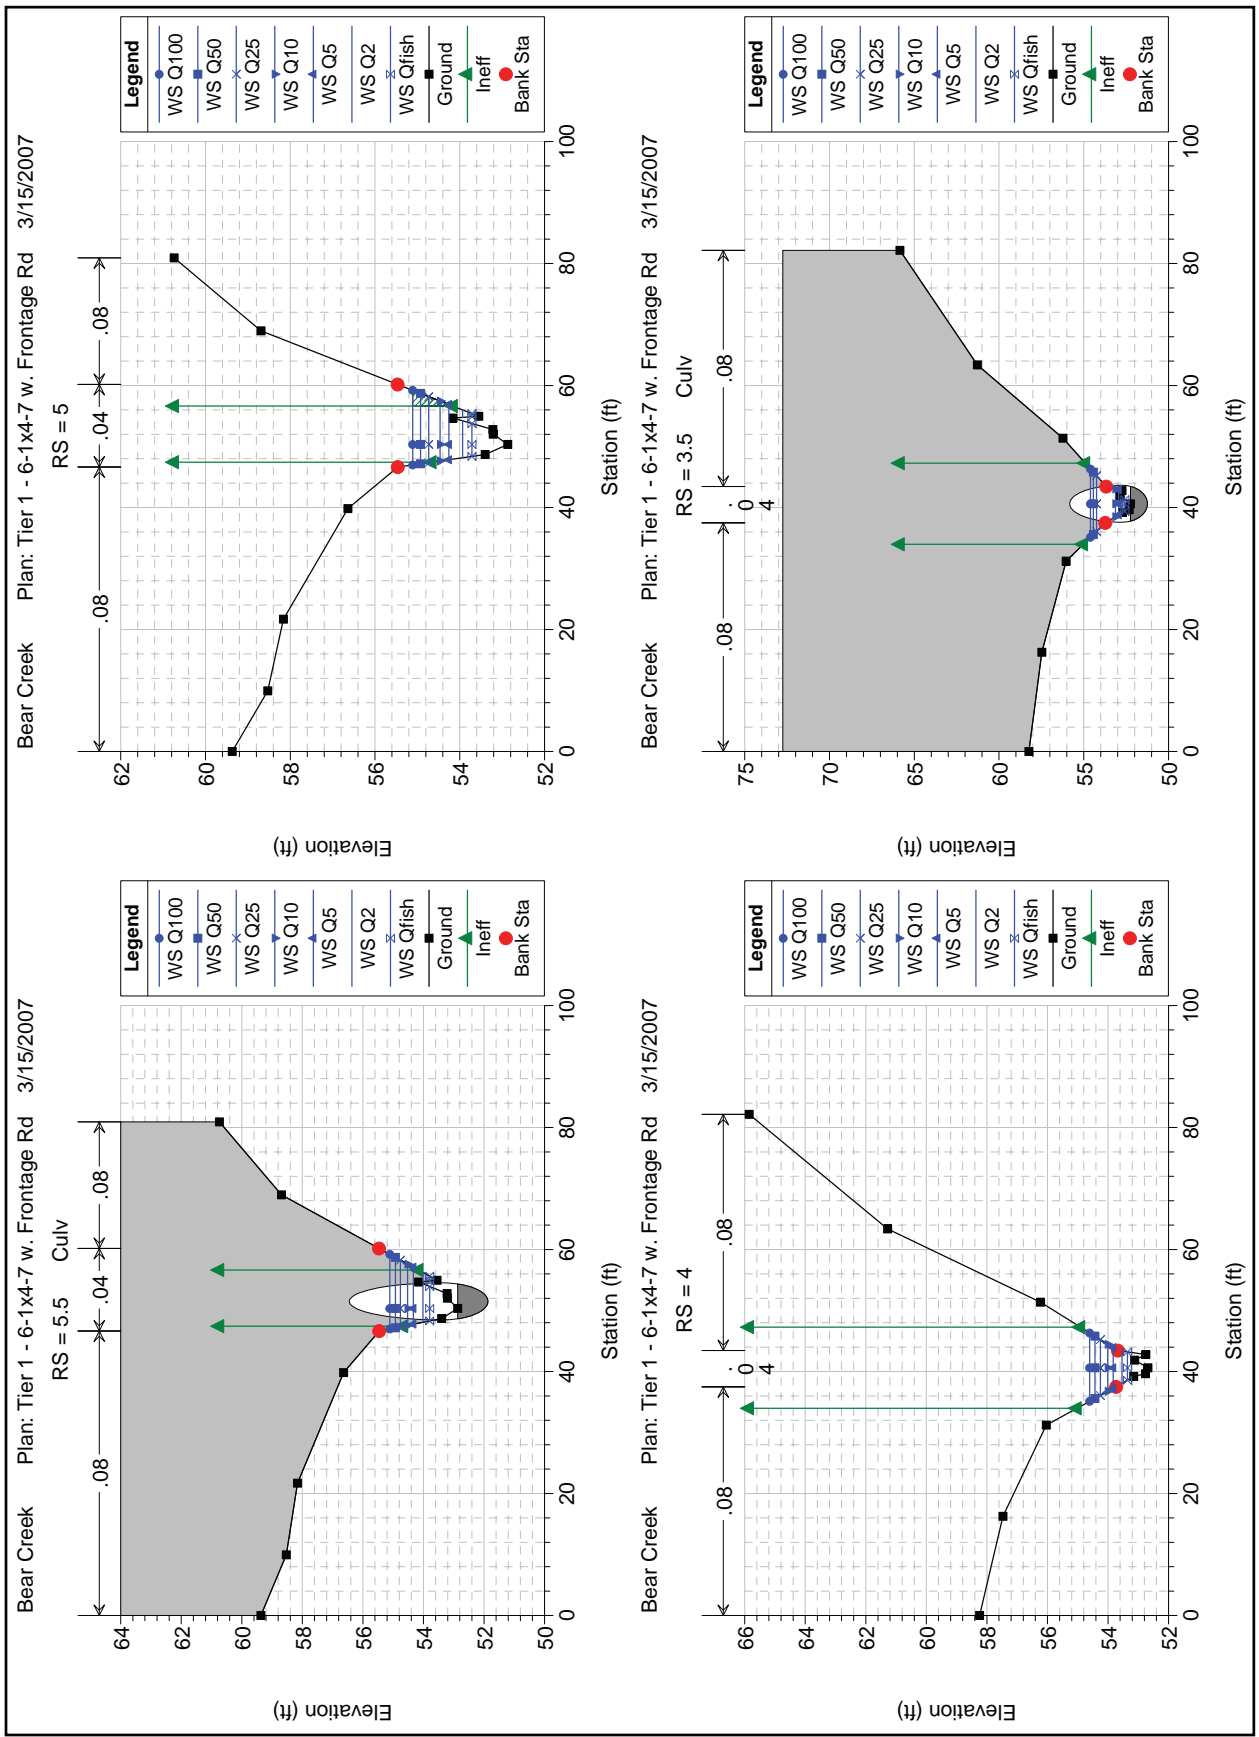 Bear Creek Plan: Tier 1 - 6-1x4-7 w. Frontage Rd 3/15/2007
RS = 5.5 Culv
.08
.04
.08
64
62
60
58
56
54
52
50
Elevation (ft)
0
20
40
60
80
100
Station (ft)
Legend
WS Q100
WS Q50
WS Q25
WS Q10
WS Q5
WS Q2
WS Qfish
Ground
Ineff
Bank Sta
Bear Creek Plan: Tier 1 - 6-1x4-7 w. Frontage Rd 3/15/2007
RS = 5
.08
.04
.08
62
60
58
56
54
52
Elevation (ft)
0
20
40
60
80
100
Station (ft)
Legend
WS Q100
WS Q50
WS Q25
WS Q10
WS Q5
WS Q2
WS Qfish
Ground
Ineff
Bank Sta
Bear Creek Plan: Tier 1 - 6-1x4-7 w. Frontage Rd 3/15/2007
RS = 4
.08
.
0
4
.08
66
64
62
60
58
56
54
52
Elevation (ft)
0
20
40
60
80
100
Station (ft)
Legend
WS Q100
WS Q50
WS Q25
WS Q10
WS Q5
WS Q2
WS Qfish
Ground
Ineff
Bank Sta
Bear Creek Plan: Tier 1 - 6-1x4-7 w. Frontage Rd 3/15/2007
RS = 3.5 Culv
.08
.
0
4
.08
75
70
65
60
55
50
Elevation (ft)
0
20
40
60
80
100
Station (ft)
Legend
WS Q100
WS Q50
WS Q25
WS Q10
WS Q5
WS Q2
WS Qfish
Ground
Ineff
Bank Sta